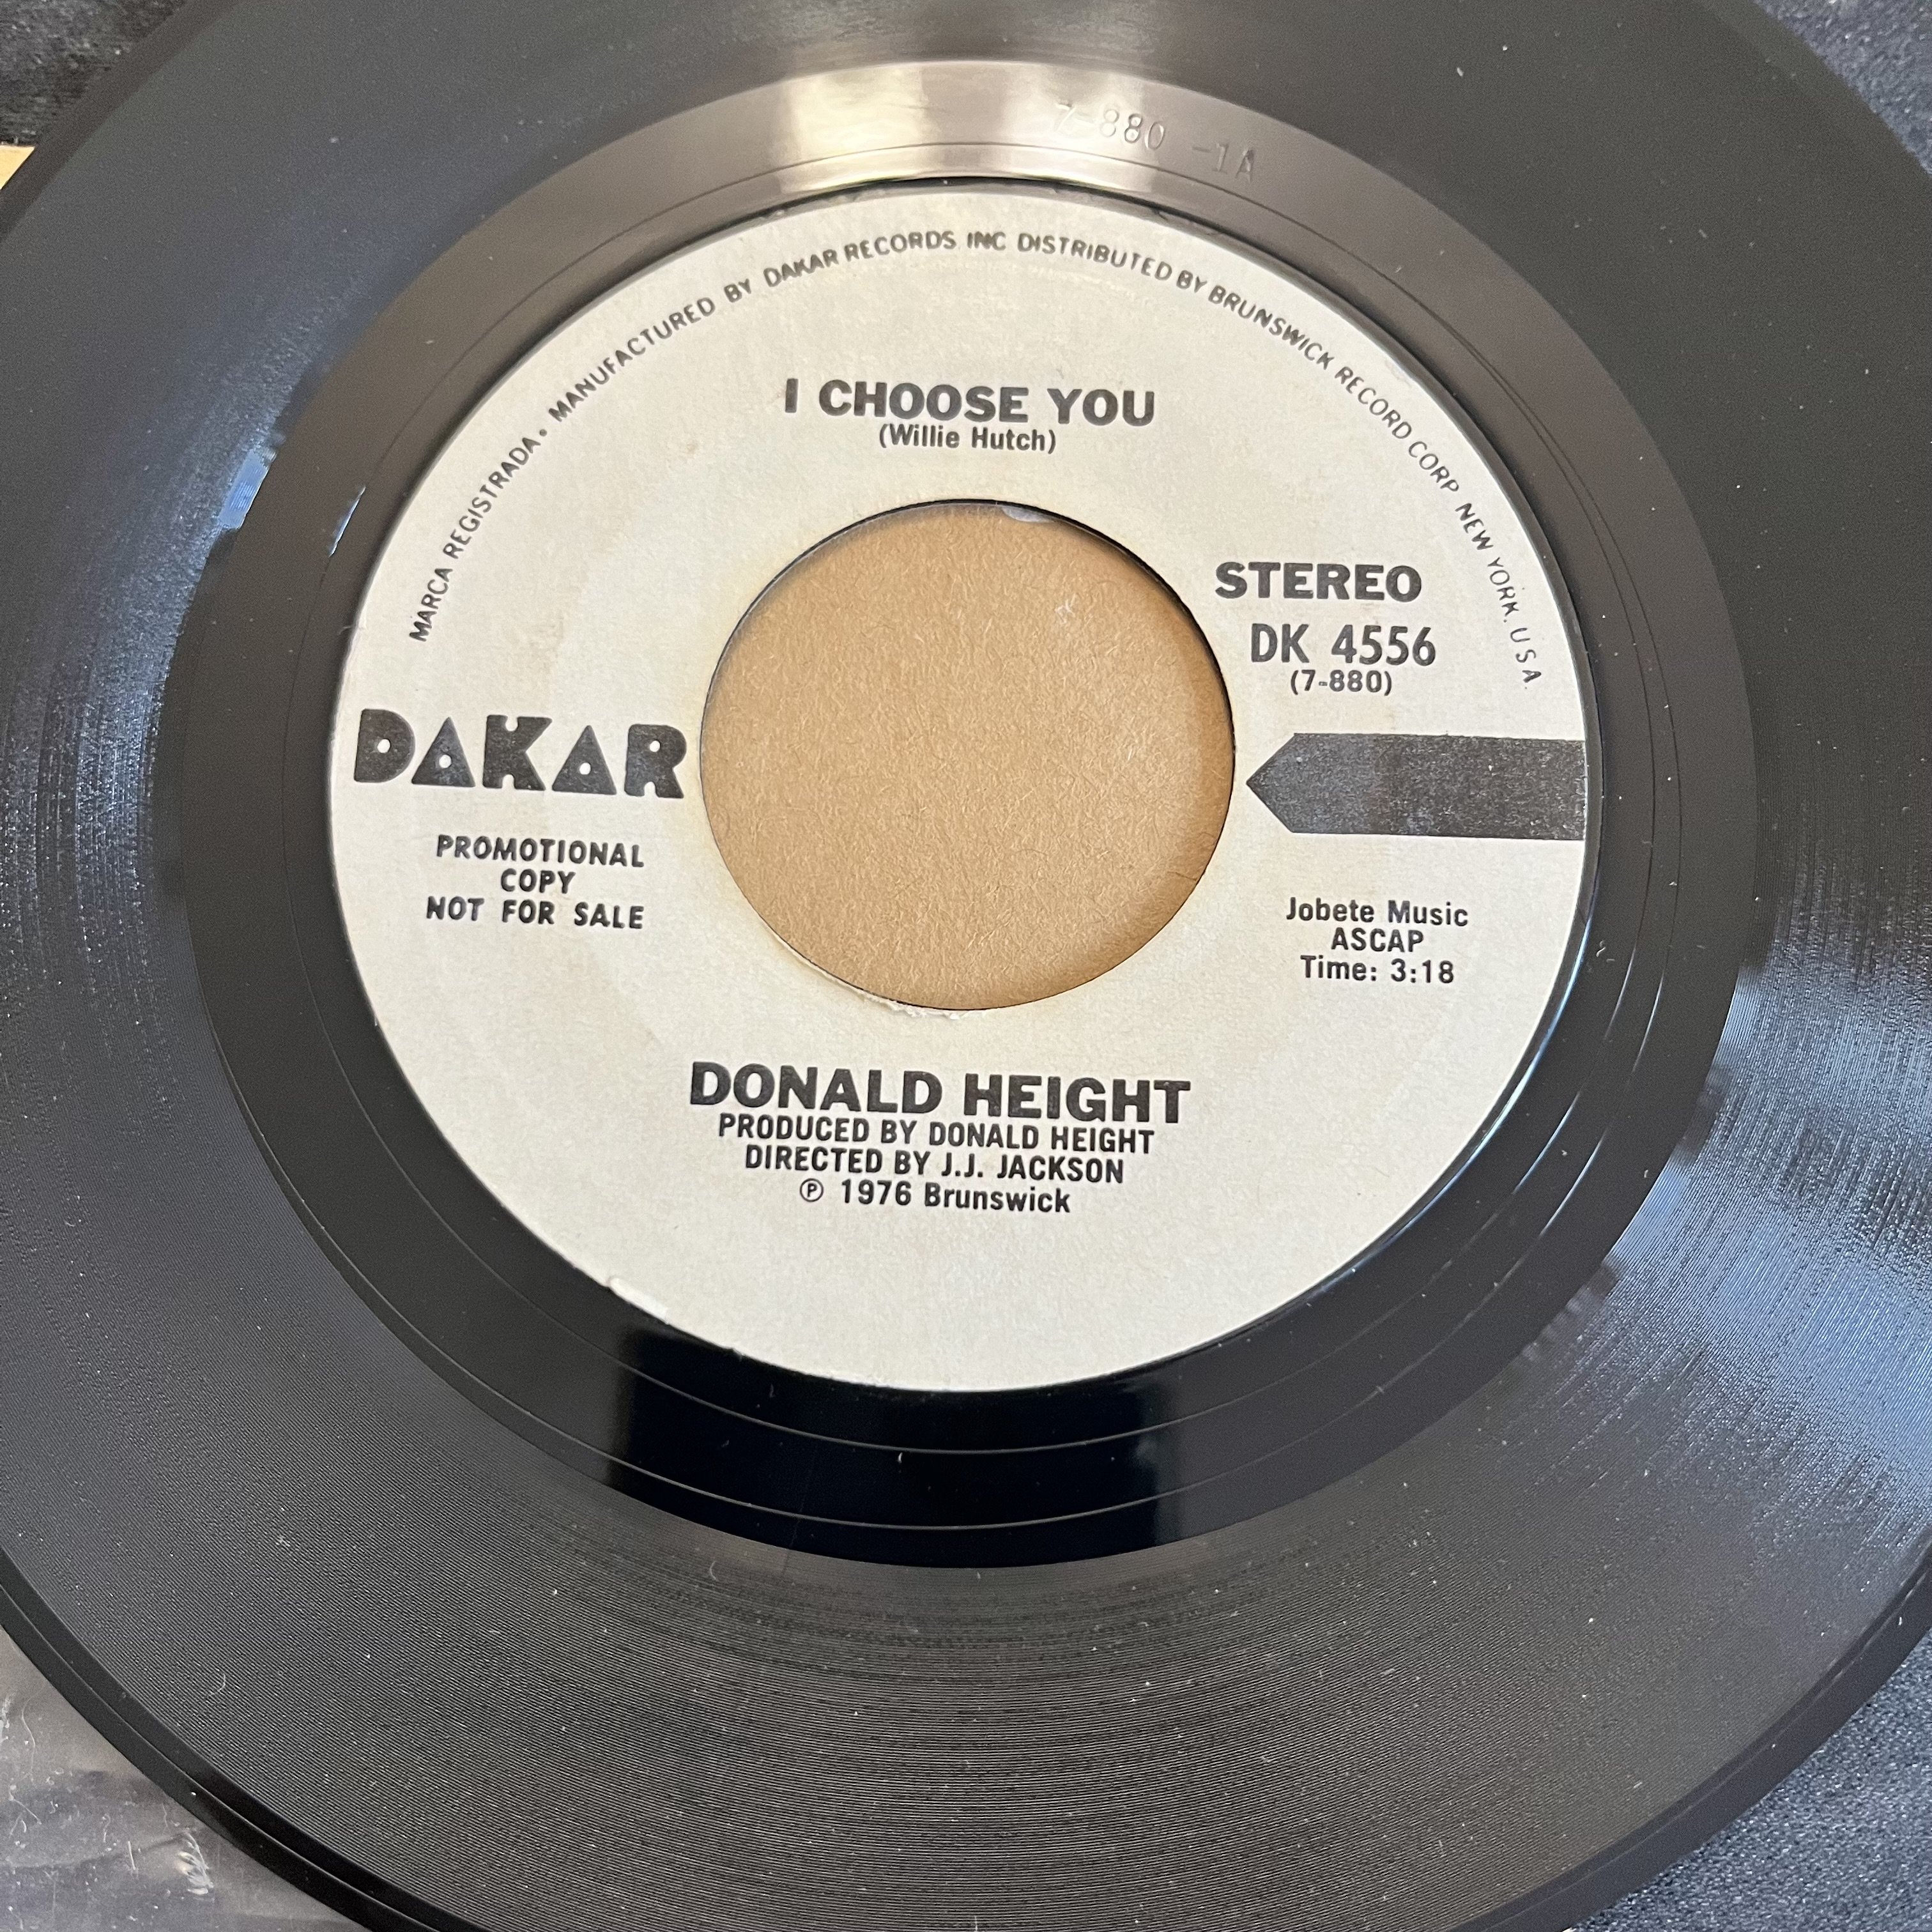 7-880 -1A
MARCA REGISTRADA. MANUFACTURED BY DAKAR RECORDS INC DISTRIBUTED BY BRUNSWICK RECORD CORP NEW YORK, U S A.
I CHOOSE YOU
(Willie Hutch)
STEREO
DK 4556
(7-880)
DAKAR
PROMOTIONAL
COPY
NOT FOR SALE
Jobete Music
ASCAP
Time: 3:18
DONALD HEIGHT
PRODUCED BY DONALD HEIGHT
DIRECTED BY J.J. JACKSON
℗ 1976 Brunswick